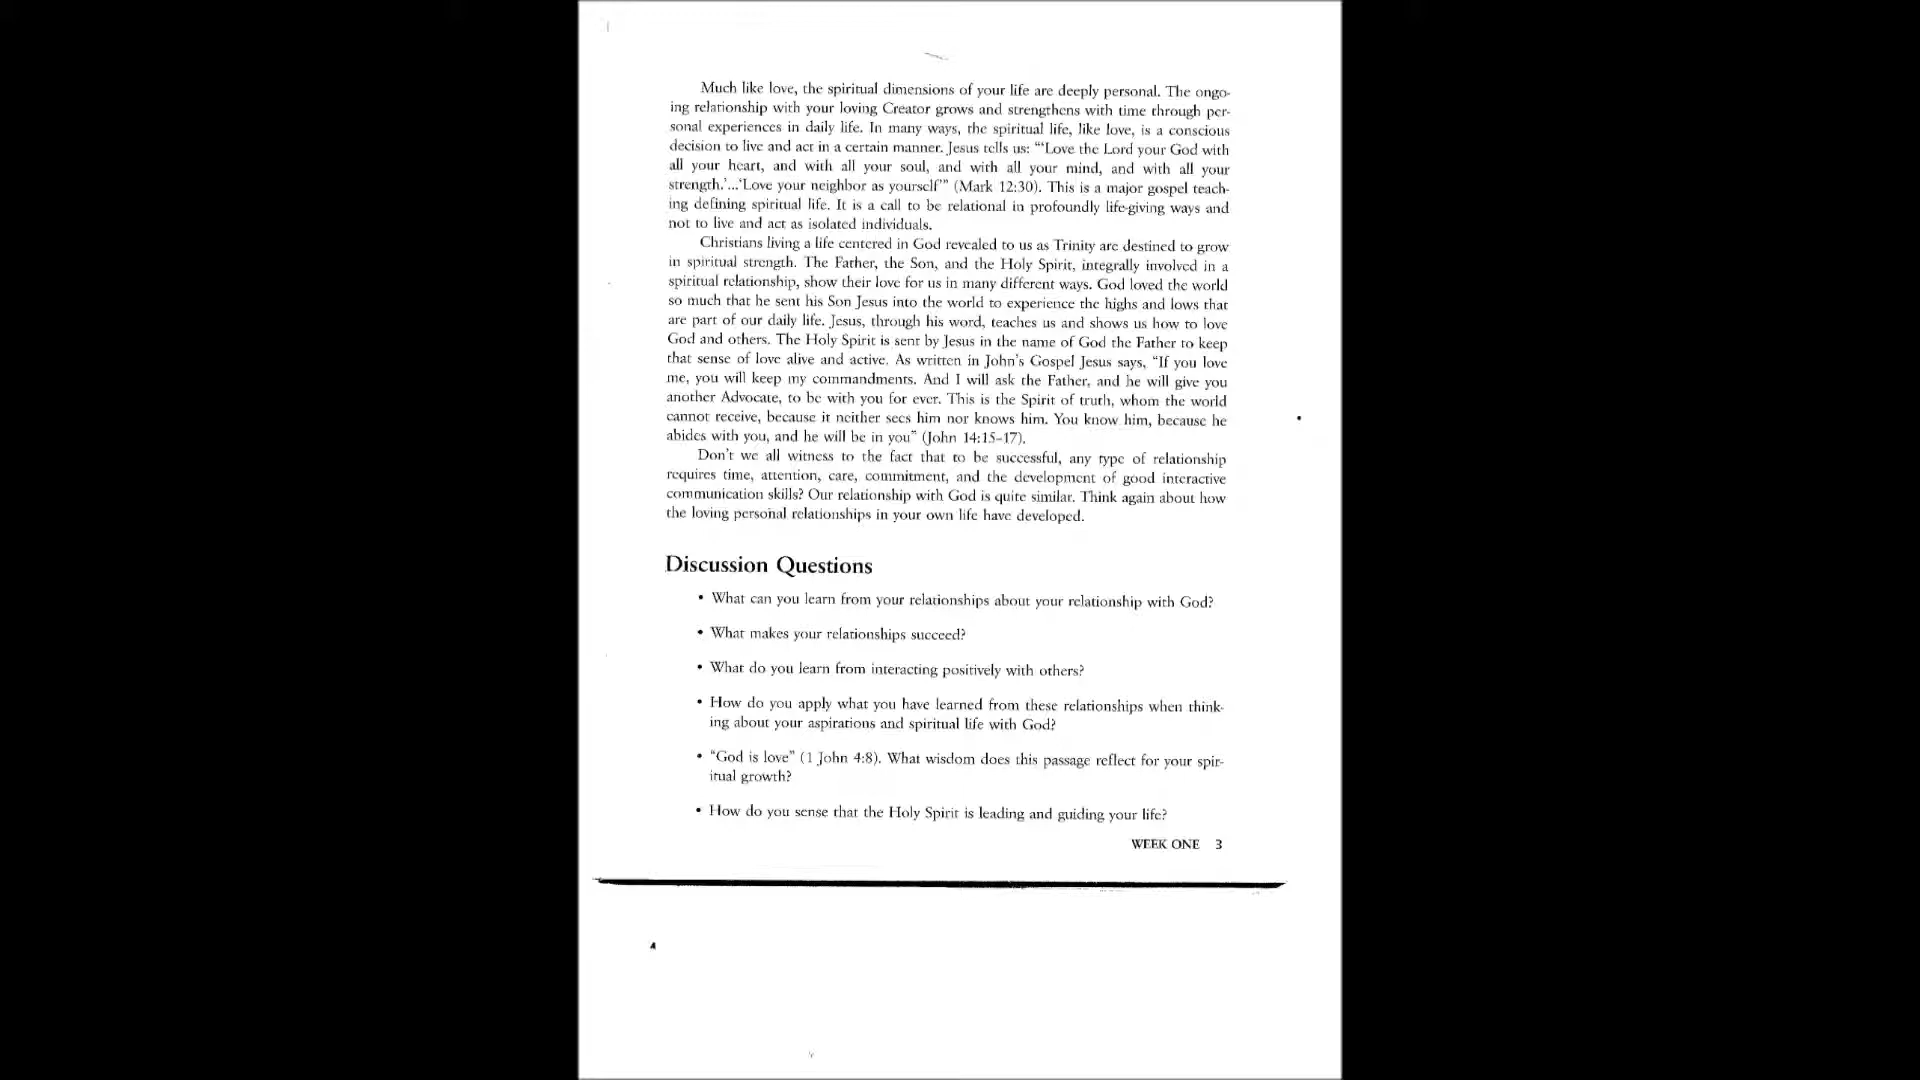 Much like love, the spiritual dimensions of your life are deeply personal. The ongo-
ing relationship with your loving Creator grows and strengthens with time through per-
sonal experiences in daily life. In many ways, the spiritual life, like love, is a conscious
decision to live and act in a certain manner. Jesus tells us: "'Love the Lord your God with
all your heart, and with all your soul, and with all your mind, and with all your
strength.'...'Love your neighbor as yourself'" (Mark 12:30). This is a major gospel teach-
ing defining spiritual life. It is a call to be relational in profoundly life-giving ways and
not to live and act as isolated individuals.
Christians living a life centered in God revealed to us as Trinity are destined to grow
in spiritual strength. The Father, the Son, and the Holy Spirit, integrally involved in a
spiritual relationship, show their love for us in many different ways. God loved the world
so much that he sent his Son Jesus into the world to experience the highs and lows that
are part of our daily life. Jesus, through his word, teaches us and shows us how to love
God and others. The Holy Spirit is sent by Jesus in the name of God the Father to keep
that sense of love alive and active. As written in John's Gospel Jesus says, "If you love
me, you will keep my commandments. And I will ask the Father, and he will give you
another Advocate, to be with you for ever. This is the Spirit of truth, whom the world
cannot receive, because it neither sees him nor knows him. You know him, because he
abides with you, and he will be in you" (John 14:15–17).
Don't we all witness to the fact that to be successful, any type of relationship
requires time, attention, care, commitment, and the development of good interactive
communication skills? Our relationship with God is quite similar. Think again about how
the loving personal relationships in your own life have developed.
Discussion Questions
• What can you learn from your relationships about your relationship with God?
• What makes your relationships succeed?
• What do you learn from interacting positively with others?
• How do you apply what you have learned from these relationships when think-
ing about your aspirations and spiritual life with God?
• "God is love" (1 John 4:8). What wisdom does this passage reflect for your spir-
itual growth?
• How do you sense that the Holy Spirit is leading and guiding your life?
WEEK ONE 3